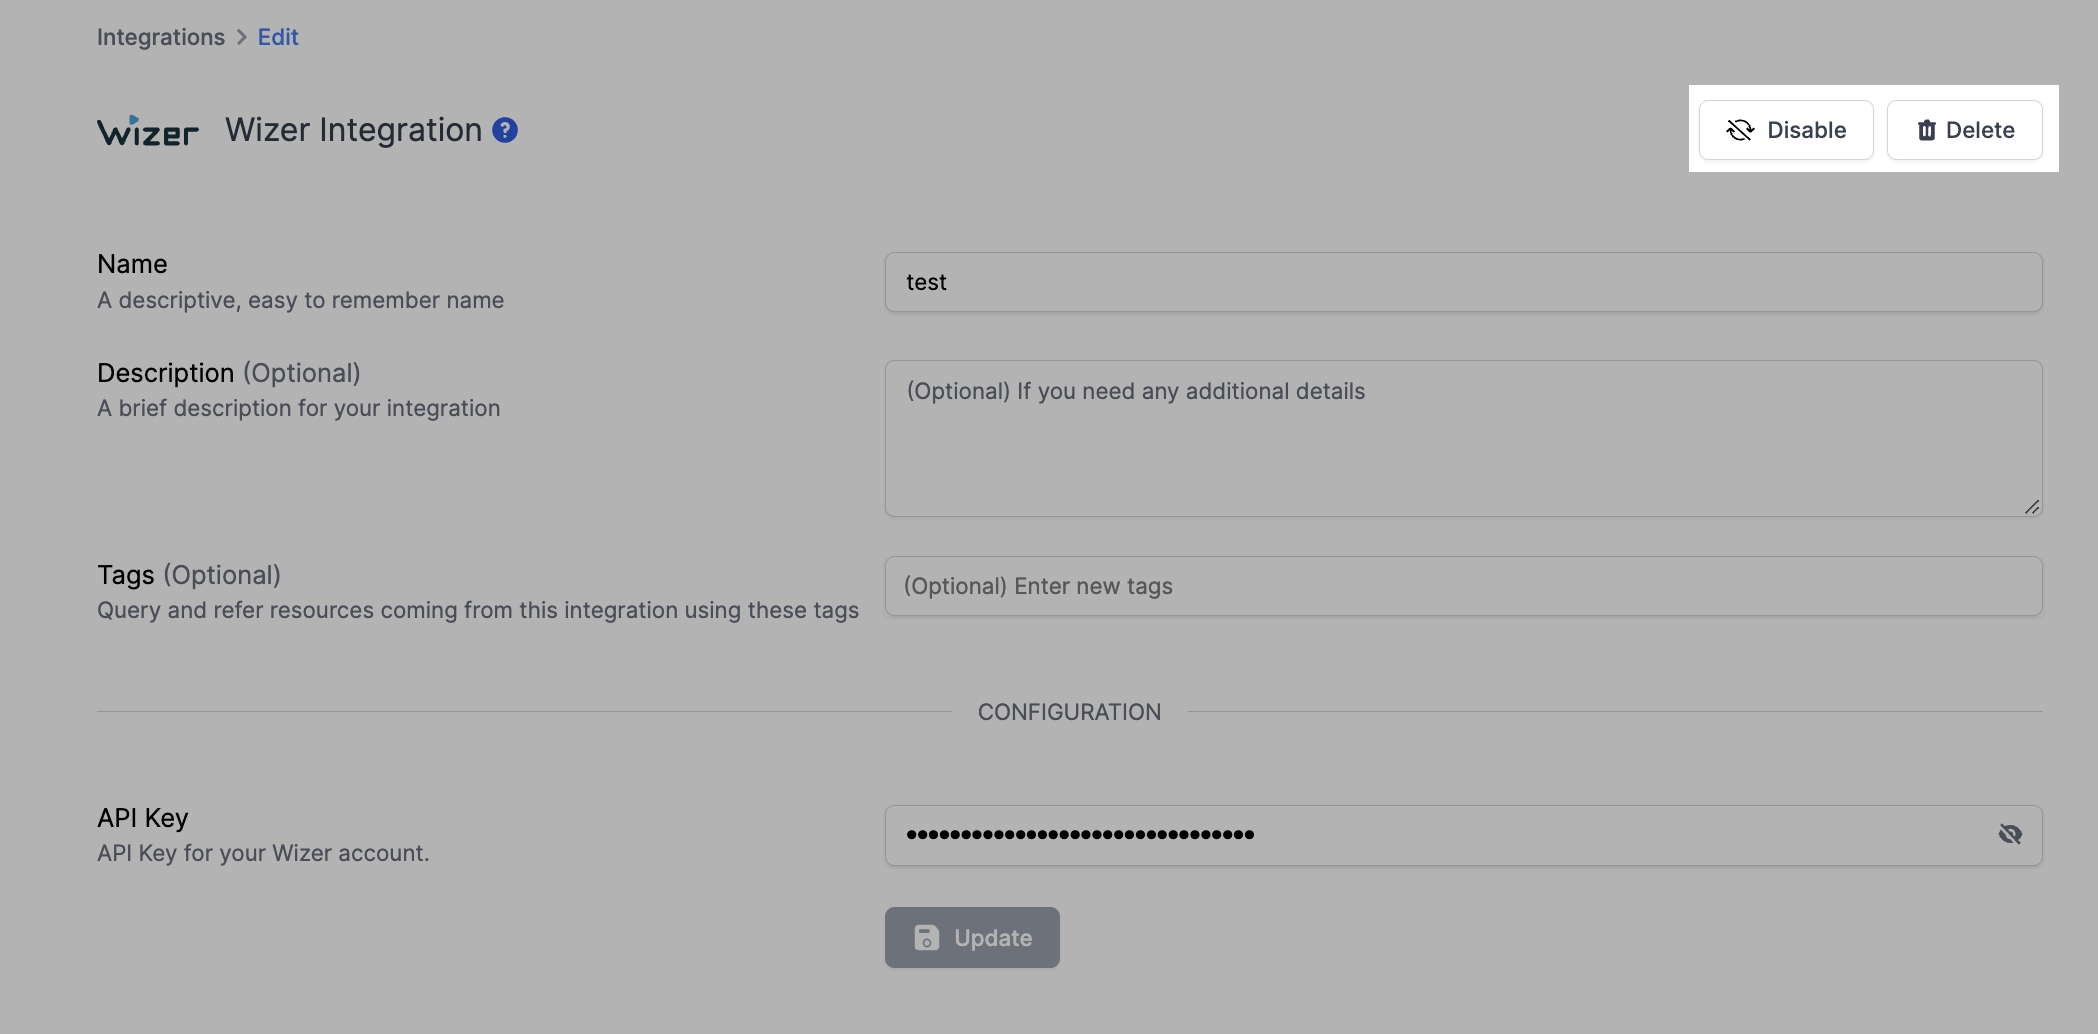 Integrations > Edit
wizer Wizer Integration ?
Disable Delete
Name
A descriptive, easy to remember name
test
Description (Optional)
A brief description for your integration
(Optional) If you need any additional details
Tags (Optional)
Query and refer resources coming from this integration using these tags
(Optional) Enter new tags
CONFIGURATION
API Key
API Key for your Wizer account.
••••••••••••••••••••••••••••••••
Update